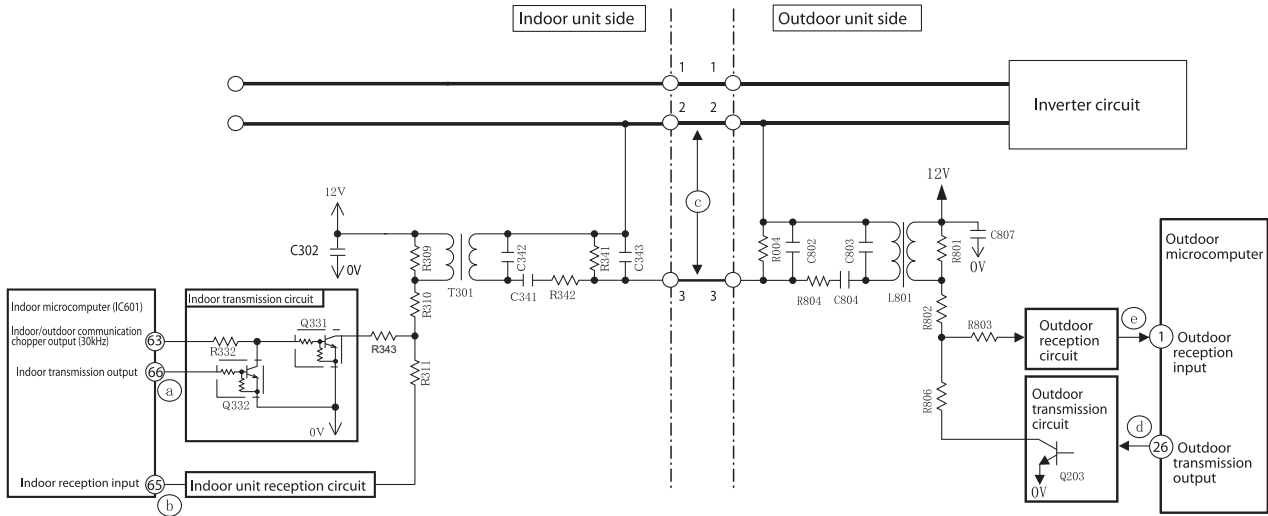 Indoor unit side
Outdoor unit side
1
1
2
2
Inverter circuit
c
12V
C302
0V
R309
T301
C342
C341
R342
R341
C343
3
3
R004
C802
C803
R804
C804
L801
12V
R801
C807
0V
R802
R803
R806
R310
R343
R311
Indoor microcomputer (IC601)
Indoor/outdoor communication
chopper output (30kHz)
63
Indoor transmission output
66
a
Indoor reception input
65
b
Indoor transmission circuit
Q331
R332
Q332
0V
Indoor unit reception circuit
Outdoor
reception
circuit
e
Outdoor
transmission
circuit
d
Q203
0V
Outdoor
microcomputer
1
Outdoor
reception
input
26
Outdoor
transmission
output